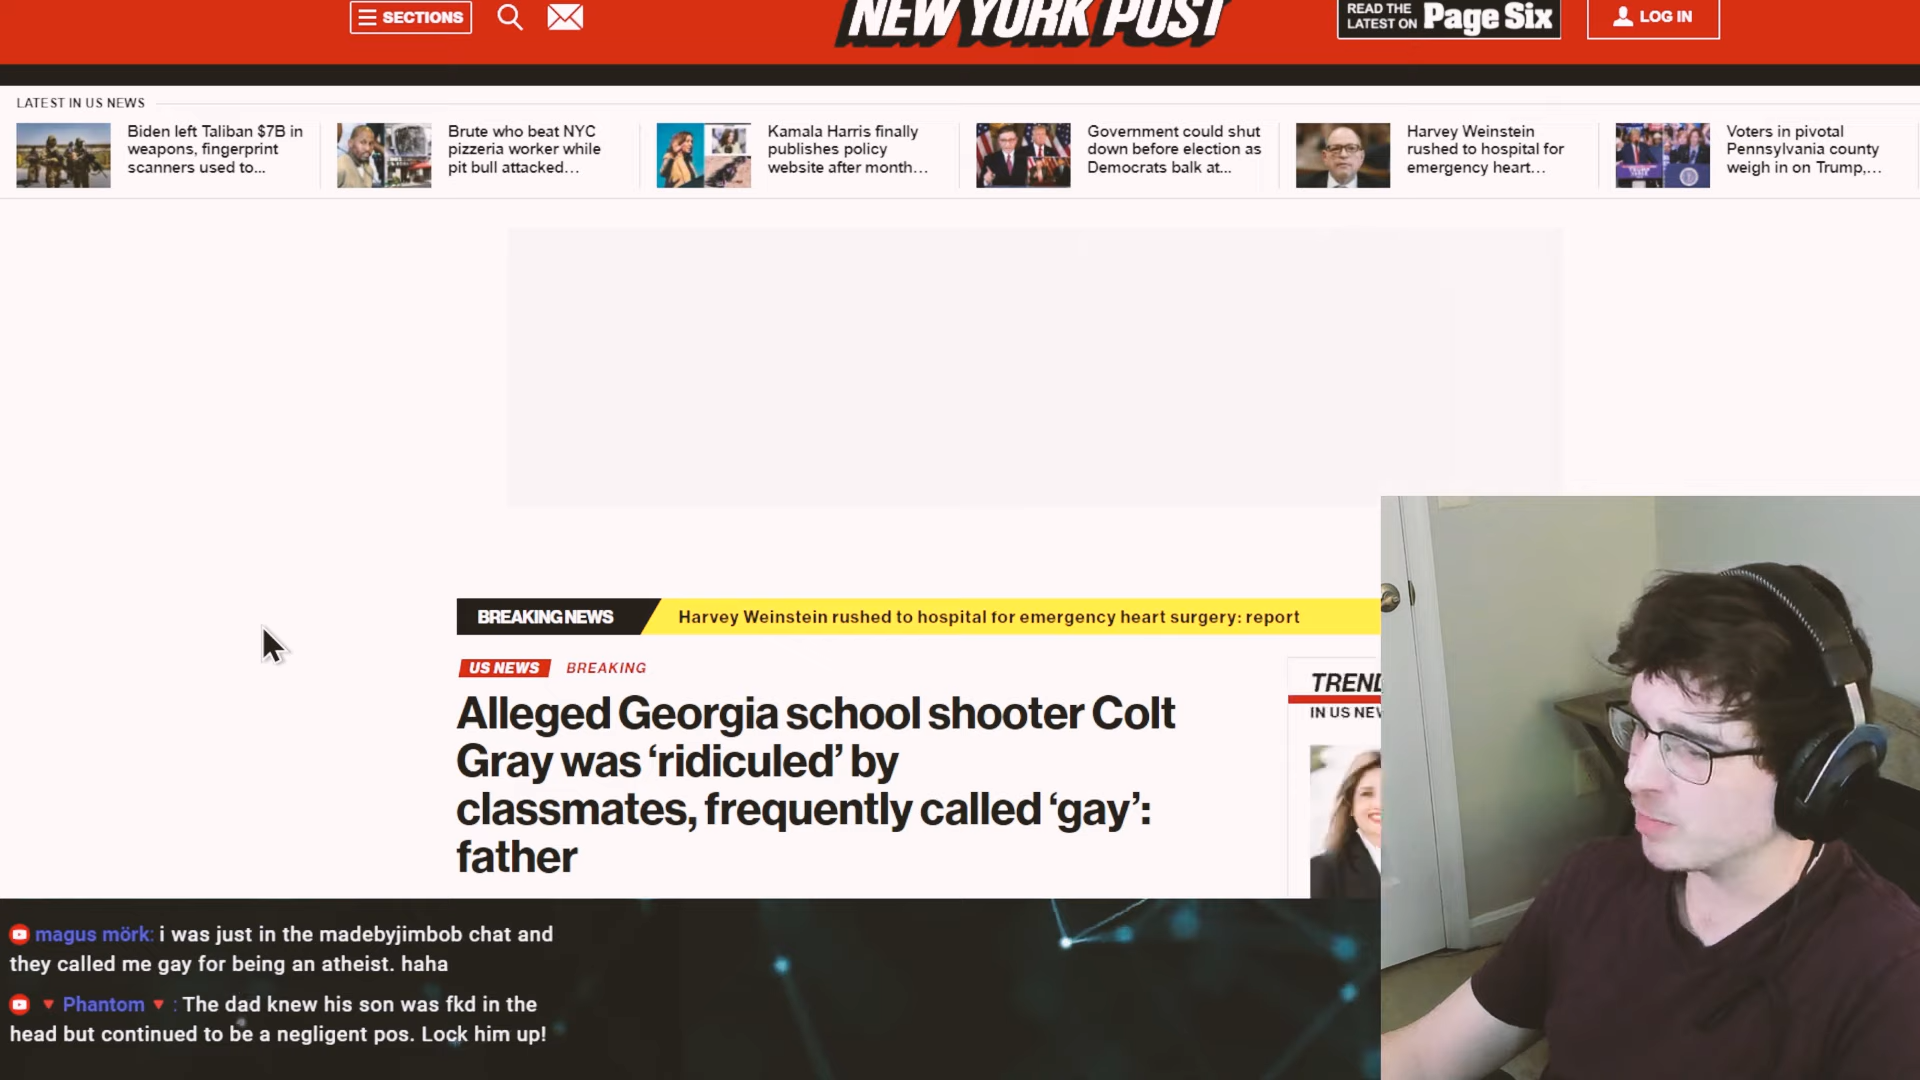 SECTIONS
NEW YORK POST
READ THE
LATEST ON
Page Six
LOG IN
LATEST IN US NEWS
Biden left Taliban $7B in
weapons, fingerprint
scanners used to...
Brute who beat NYC
pizzeria worker while
pit bull attacked...
Kamala Harris finally
publishes policy
website after month...
Government could shut
down before election as
Democrats balk at...
Harvey Weinstein
rushed to hospital for
emergency heart...
Voters in pivotal
Pennsylvania county
weigh in on Trump,...
BREAKING NEWS
Harvey Weinstein rushed to hospital for emergency heart surgery: report
US NEWS
BREAKING
Alleged Georgia school shooter Colt
Gray was ‘ridiculed’ by
classmates, frequently called ‘gay’:
father
TREND
IN US NEW
magus mörk: i was just in the madebyjimbob chat and
they called me gay for being an atheist. haha
Phantom : The dad knew his son was fkd in the
head but continued to be a negligent pos. Lock him up!